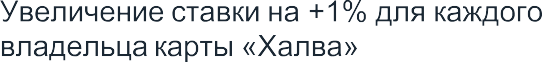 Увеличение ставки на +1% для каждого
владельца карты «Халва»